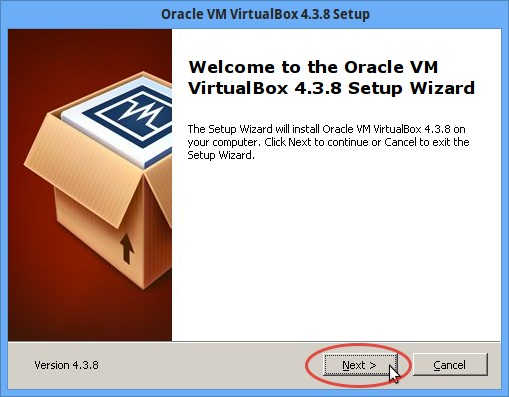 Oracle VM VirtualBox 4.3.8 Setup
Welcome to the Oracle VM
VirtualBox 4.3.8 Setup Wizard
The Setup Wizard will install Oracle VM VirtualBox 4.3.8 on
your computer. Click Next to continue or Cancel to exit the
Setup Wizard.
Version 4.3.8
Next >
Cancel